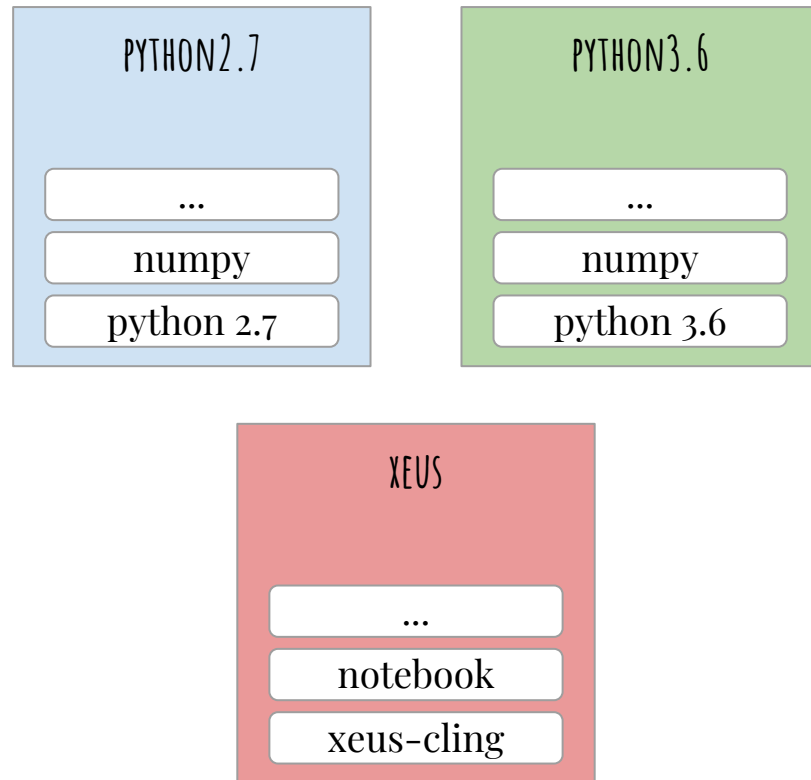 PYTHON2.7
...
numpy
python 2.7
PYTHON3.6
...
numpy
python 3.6
XEUS
...
notebook
xeus-cling